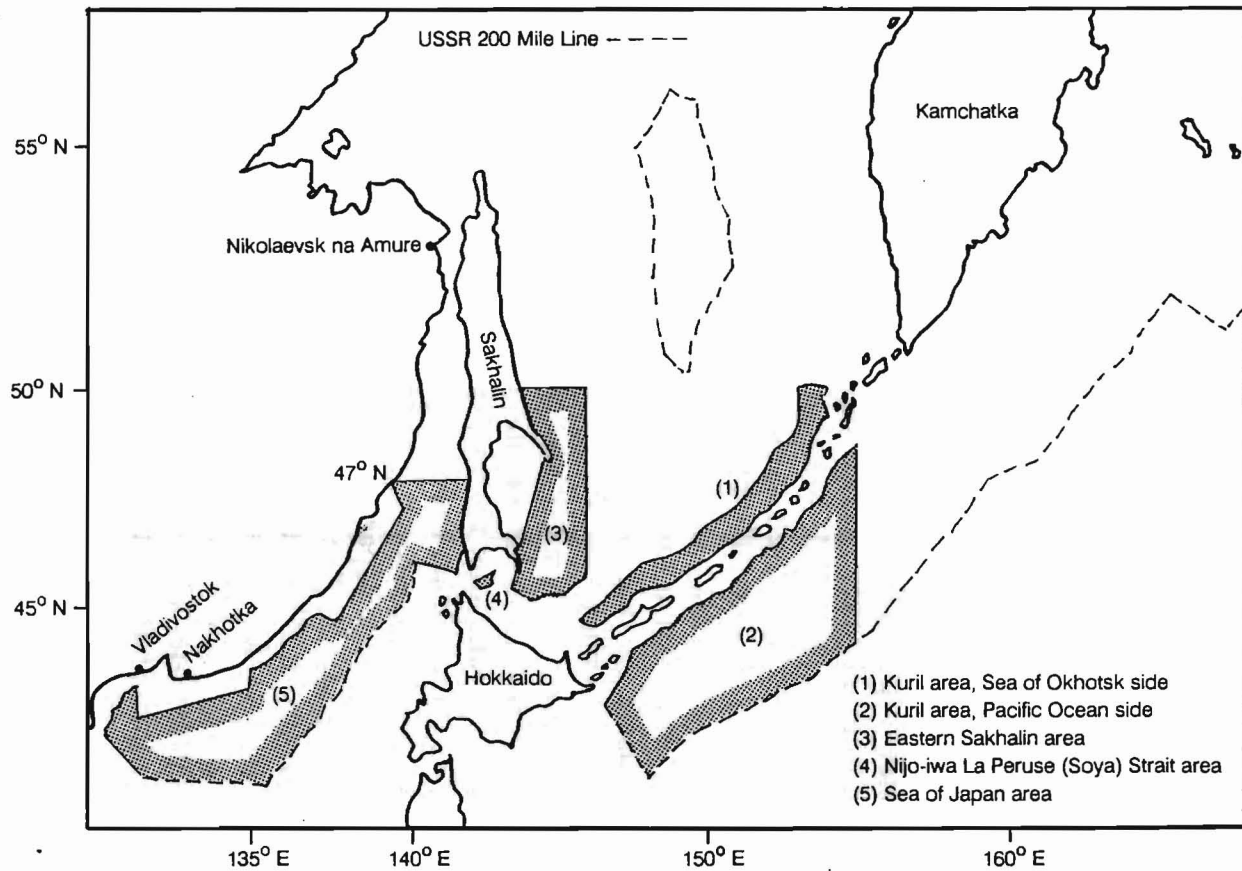 USSR 200 Mile Line
Kamchatka
55° N
Nikolaevsk na Amure
Sakhalin
50° N
47° N
(1)
(3)
45° N
(4)
Vladivostok
Nakhotka
(2)
Hokkaido
(5)
(1) Kuril area, Sea of Okhotsk side
(2) Kuril area, Pacific Ocean side
(3) Eastern Sakhalin area
(4) Nijo-iwa La Peruse (Soya) Strait area
(5) Sea of Japan area
135° E
140° E
150° E
160° E